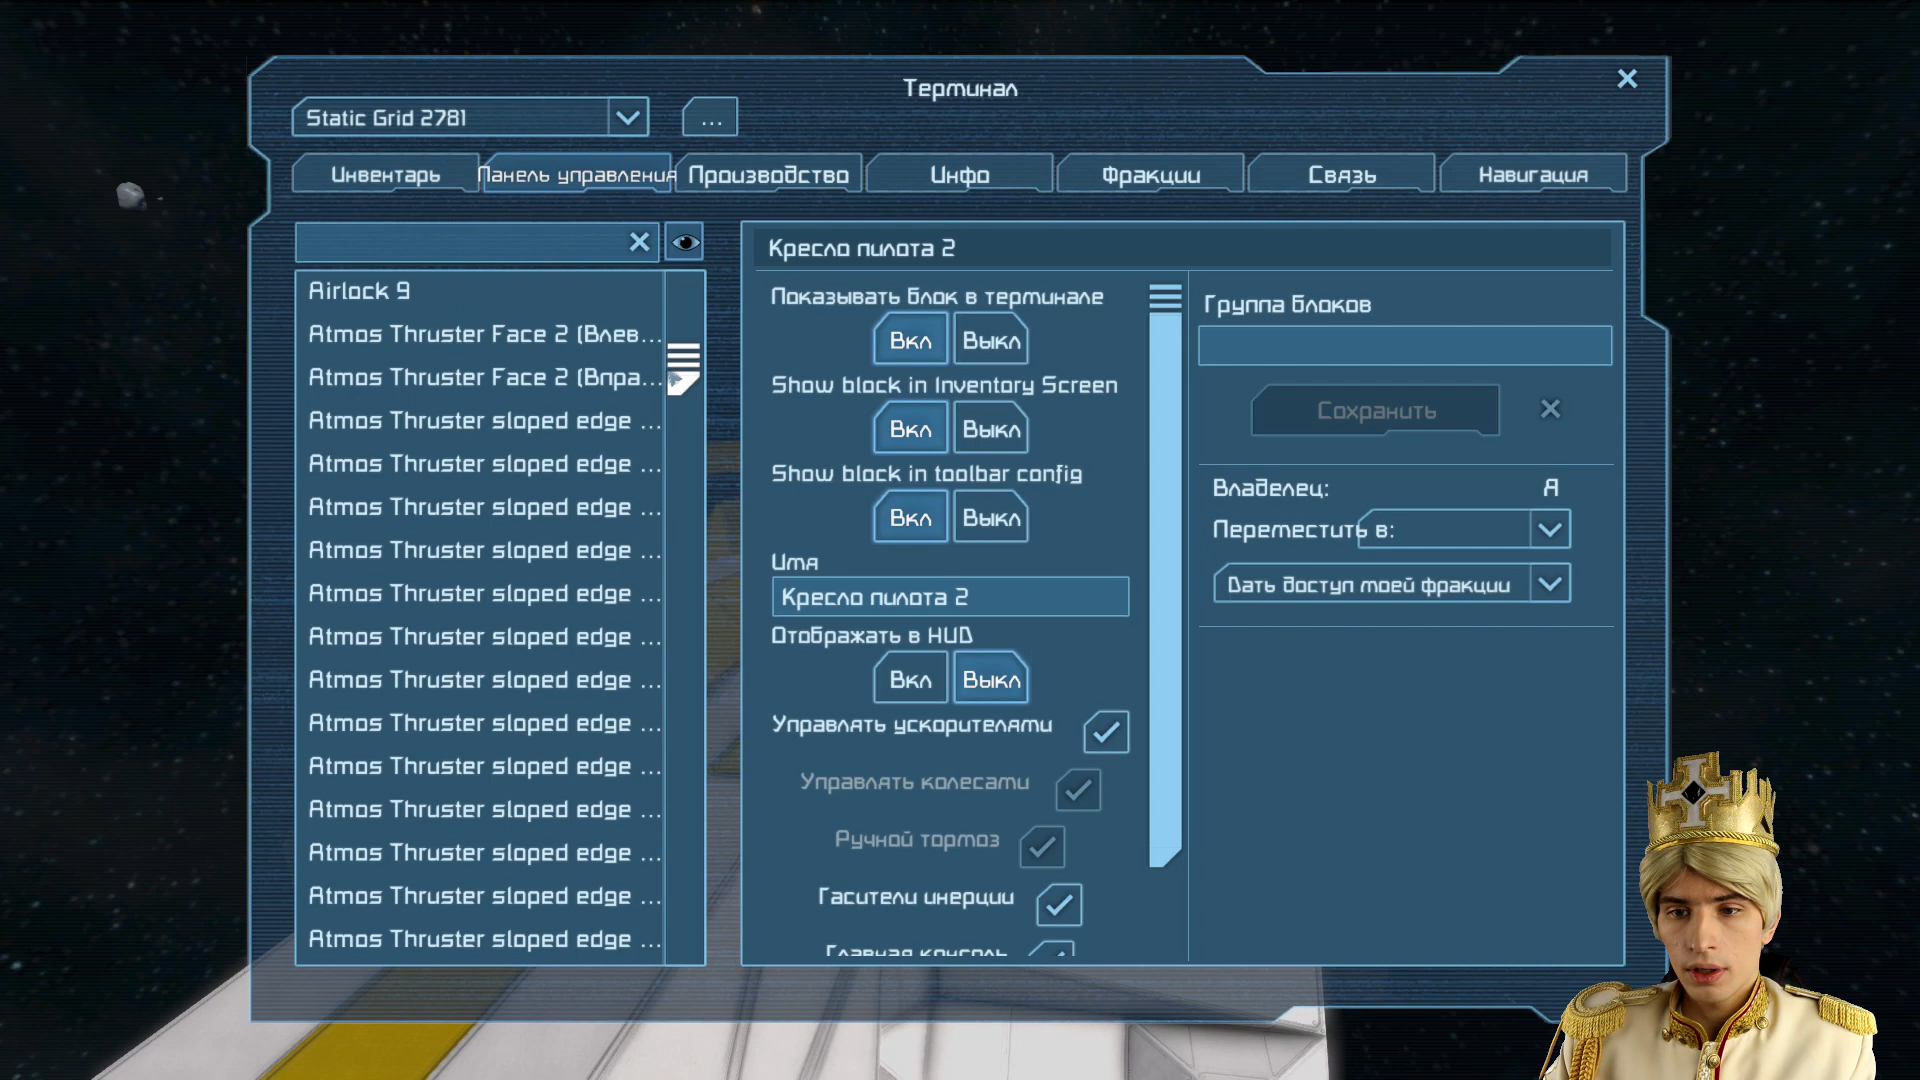 Терминал
Static Grid 2781
...
Инвентарь
Панель управления
Производство
Инфо
Фракции
Связь
Навигация
Airlock 9
Atmos Thruster Face 2 (Влев...
Atmos Thruster Face 2 (Впра...
Atmos Thruster sloped edge ...
Atmos Thruster sloped edge ...
Atmos Thruster sloped edge ...
Atmos Thruster sloped edge ...
Atmos Thruster sloped edge ...
Atmos Thruster sloped edge ...
Atmos Thruster sloped edge ...
Atmos Thruster sloped edge ...
Atmos Thruster sloped edge ...
Atmos Thruster sloped edge ...
Atmos Thruster sloped edge ...
Atmos Thruster sloped edge ...
Atmos Thruster sloped edge ...
Кресло пилота 2
Показывать блок в терминале
Вкл Выкл
Show block in Inventory Screen
Вкл Выкл
Show block in toolbar config
Вкл Выкл
Имя
Кресло пилота 2
Отображать в HUD
Вкл Выкл
Управлять ускорителями
Управлять колесами
Ручной тормоз
Гасители инерции
Главная консоль
Группа блоков
Сохранить
Владелец: Я
Переместить в:
Дать доступ моей фракции